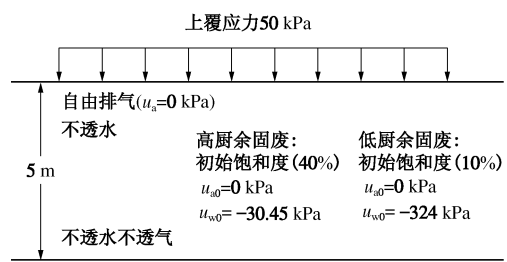 上覆应力50 kPa
自由排气(uₐ=0 kPa)
不透水
5 m
高厨余固废:
初始饱和度(40%)
uₐ₀=0 kPa
u_w0= −30.45 kPa
低厨余固废:
初始饱和度(10%)
uₐ₀=0 kPa
u_w0= −324 kPa
不透水不透气